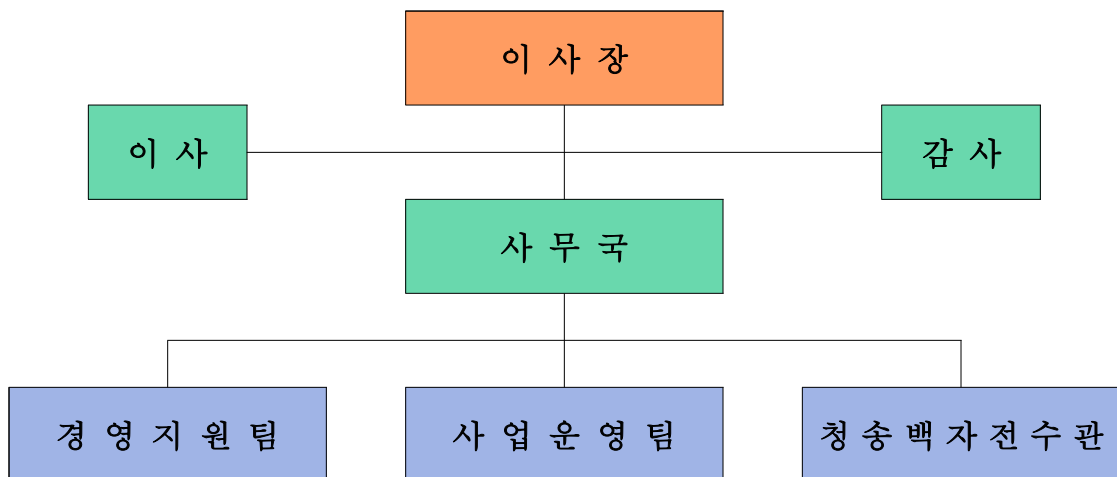 이 사 장
이 사
감 사
사 무 국
경 영 지 원 팀
사 업 운 영 팀
청 송 백 자 전 수 관